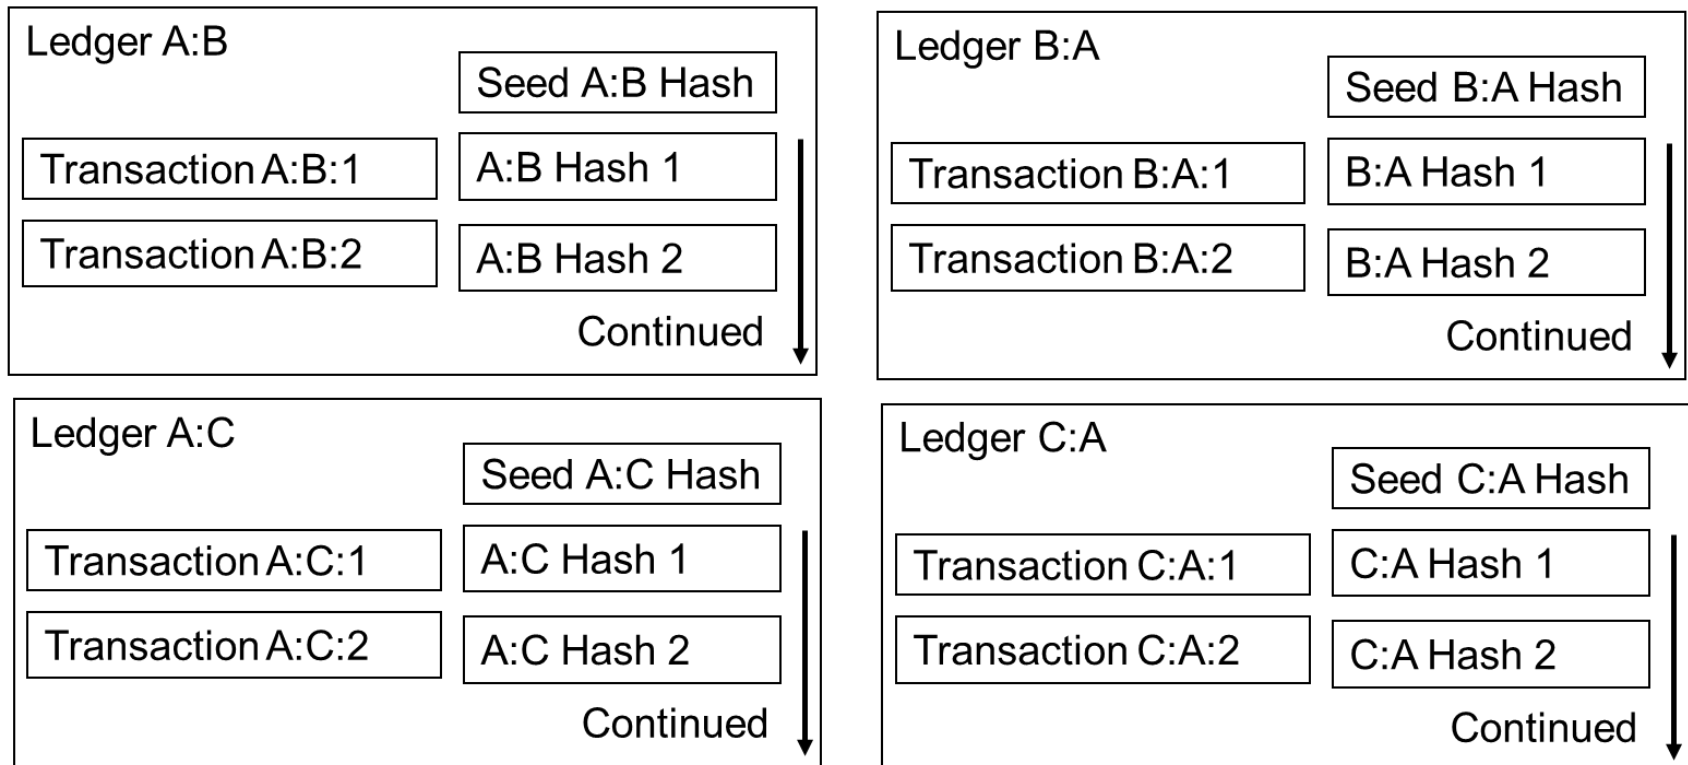 Ledger A:B
Seed A:B Hash
Transaction A:B:1
A:B Hash 1
Transaction A:B:2
A:B Hash 2
Continued
Ledger B:A
Seed B:A Hash
Transaction B:A:1
B:A Hash 1
Transaction B:A:2
B:A Hash 2
Continued
Ledger A:C
Seed A:C Hash
Transaction A:C:1
A:C Hash 1
Transaction A:C:2
A:C Hash 2
Continued
Ledger C:A
Seed C:A Hash
Transaction C:A:1
C:A Hash 1
Transaction C:A:2
C:A Hash 2
Continued